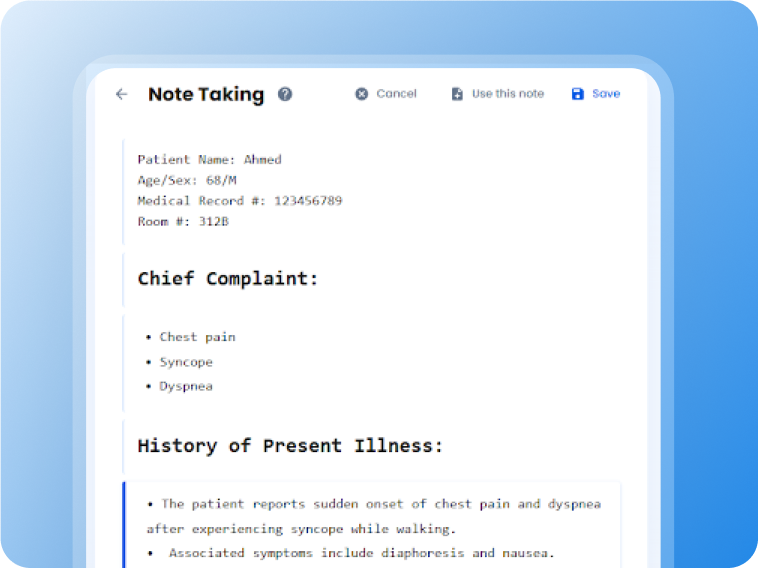 Note Taking
Cancel
Use this note
Save
Patient Name: Ahmed
Age/Sex: 68/M
Medical Record #: 123456789
Room #: 312B
Chief Complaint:
• Chest pain
• Syncope
• Dyspnea
History of Present Illness:
• The patient reports sudden onset of chest pain and dyspnea
after experiencing syncope while walking.
• Associated symptoms include diaphoresis and nausea.